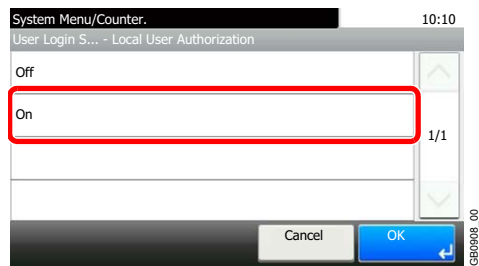 System Menu/Counter.
10:10
User Login S... - Local User Authorization
Off
On
1/1
Cancel
OK
GB0908_00